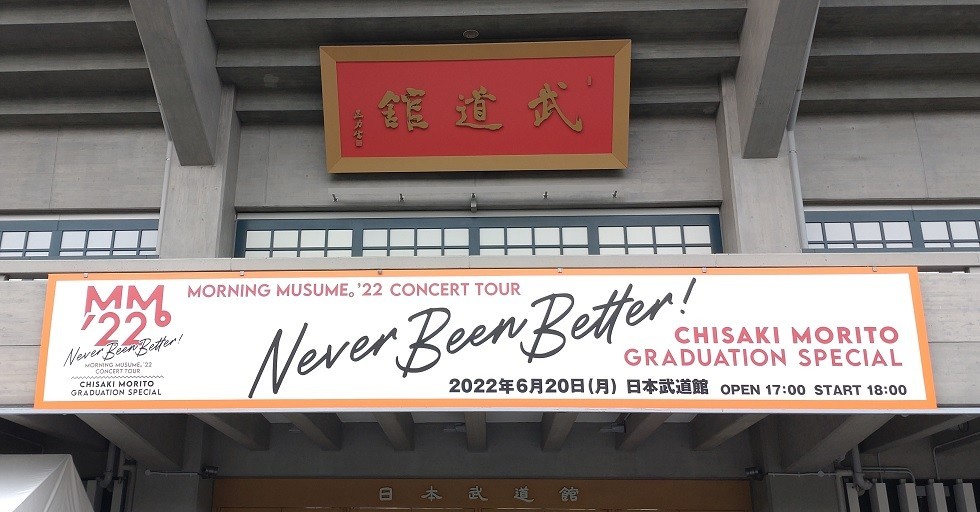 武道館
MM
'22。
Never Been Better!
MORNING MUSUME。'22
CONCERT TOUR
CHISAKI MORITO
GRADUATION SPECIAL
MORNING MUSUME。'22 CONCERT TOUR
Never Been Better!
CHISAKI MORITO
GRADUATION SPECIAL
2022年6月20日(月) 日本武道館 OPEN 17:00 START 18:00
日本武道館